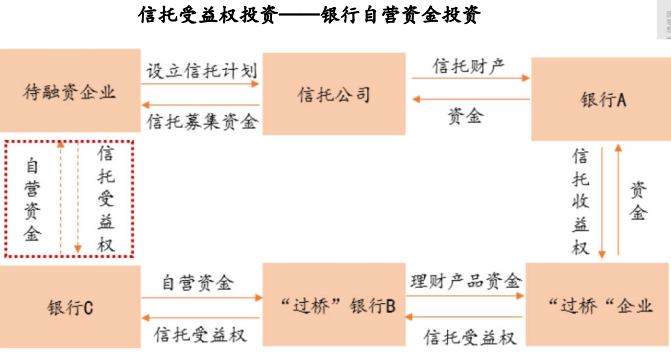 信托受益权投资——银行自营资金投资
待融资企业
设立信托计划
信托募集资金
信托公司
信托财产
资金
银行A
自营资金
信托受益权
信托收益权
资金
银行C
自营资金
信托受益权
“过桥”银行B
理财产品资金
信托受益权
“过桥“企业